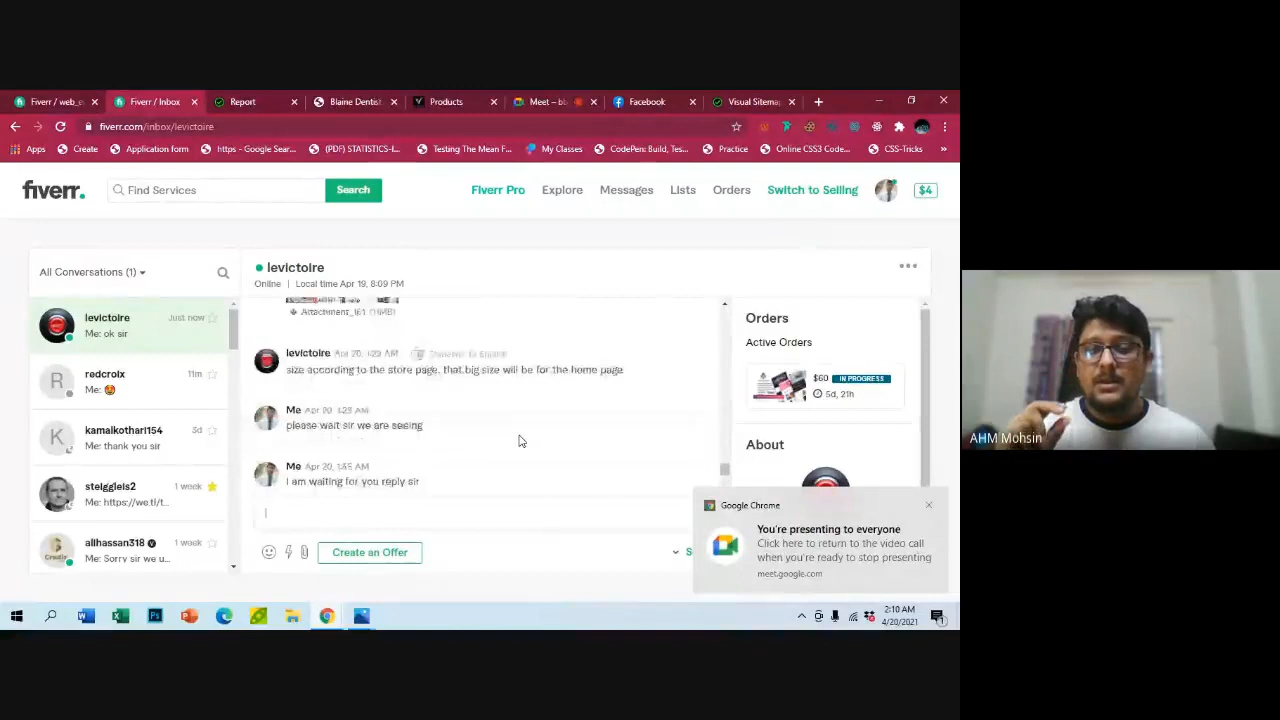 Fiverr / web_e
Fiverr / Inbox
Report
Blaine Dentis
Products
Meet – bl
Facebook
Visual Sitema
fiverr.com/inbox/levictoire
Apps
Create
Application form
https - Google Sear...
(PDF) STATISTICS-I...
Testing The Mean F...
My Classes
CodePen: Build, Tes...
Practice
Online CSS3 Code...
CSS-Tricks
»
fiverr.
Find Services
Search
Fiverr Pro
Explore
Messages
Lists
Orders
Switch to Selling
$4
All Conversations (1)
levictoire
Just now
Me: ok sir
redcroix
11m
Me: 😍
kamalkothari154
3d
Me: thank you sir
steiggleis2
1 week
Me: https://we.tl/t...
alihassan318
1 week
Me: Sorry sir we u...
levictoire
Online | Local time Apr 19, 8:09 PM
levictoire
size according to the store page, that big size will be for the home page
Me
please wait sir we are seeing
Me
I am waiting for you reply sir
Create an Offer
S
Orders
Active Orders
$60 IN PROGRESS
5d, 21h
About
Google Chrome
You're presenting to everyone
Click here to return to the video call
when you're ready to stop presenting
meet.google.com
2:10 AM
4/20/2021
1
AHM Mohsin